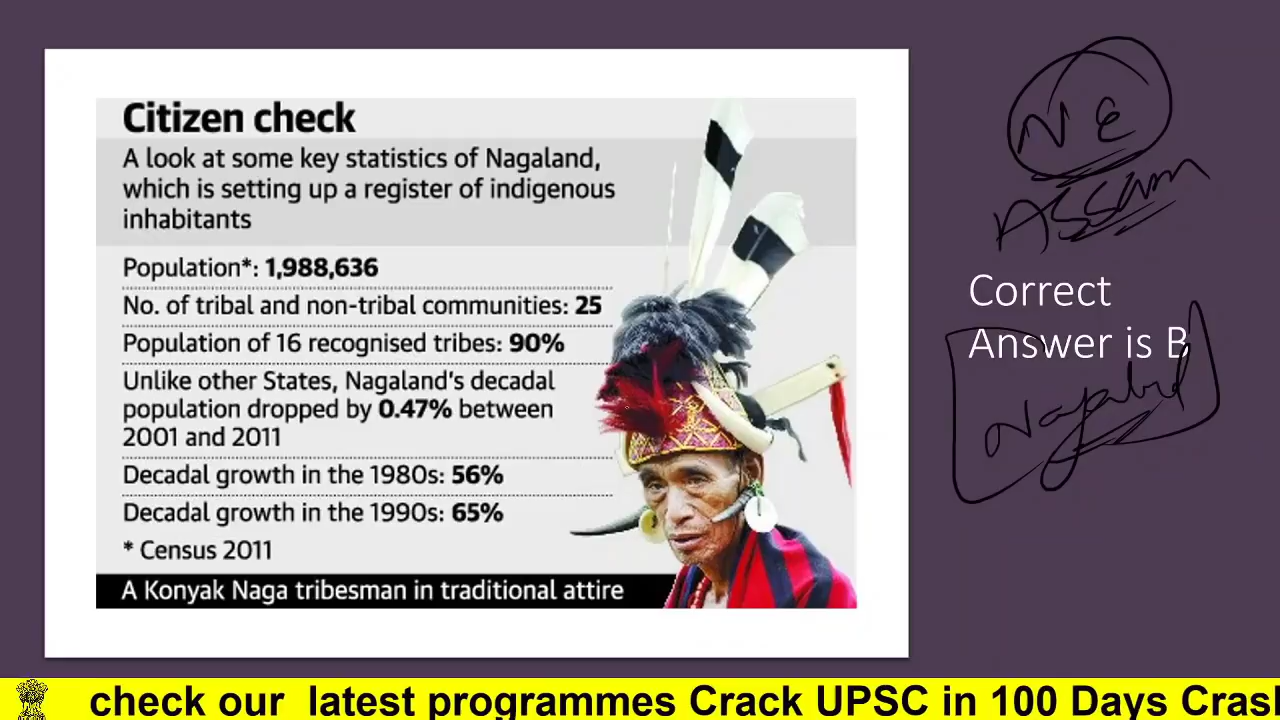 Citizen check
A look at some key statistics of Nagaland,
which is setting up a register of indigenous
inhabitants
Population*: 1,988,636
No. of tribal and non-tribal communities: 25
Population of 16 recognised tribes: 90%
Unlike other States, Nagaland's decadal
population dropped by 0.47% between
2001 and 2011
Decadal growth in the 1980s: 56%
Decadal growth in the 1990s: 65%
* Census 2011
A Konyak Naga tribesman in traditional attire
NE
Assam
Correct
Answer is B
check our latest programmes Crack UPSC in 100 Days Cras